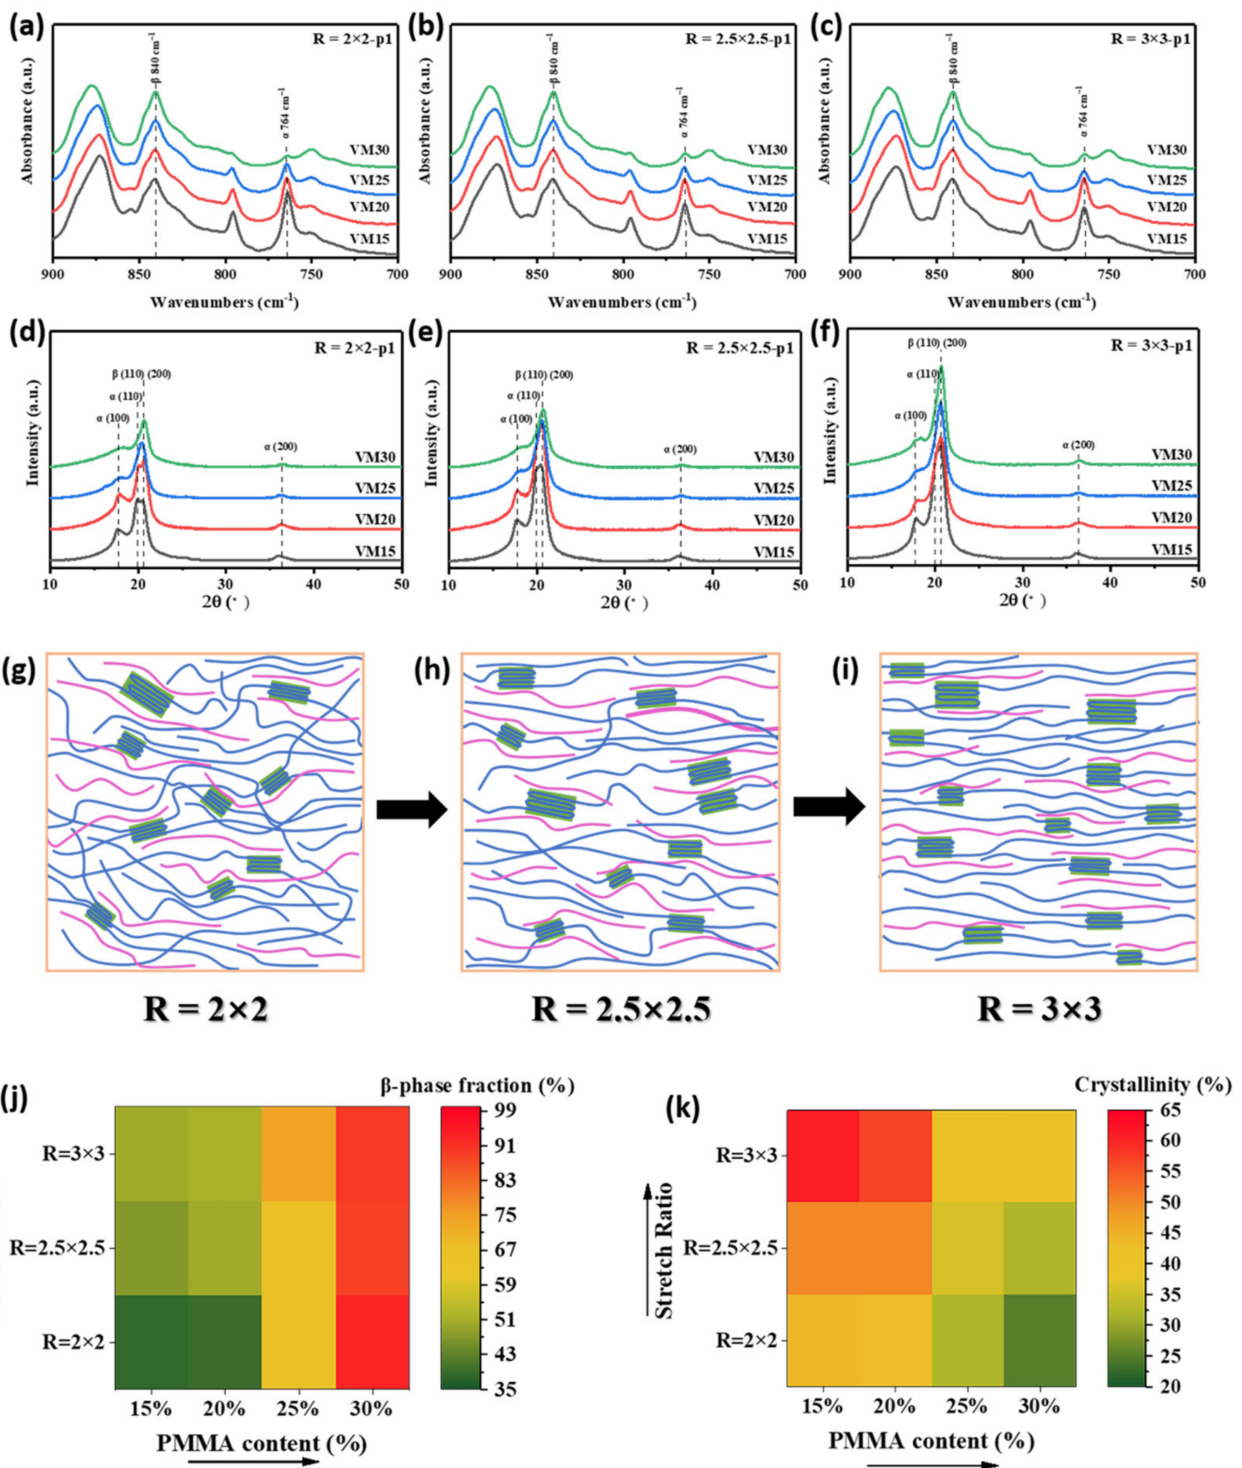 (a)
R = 2×2-p1
β 840 cm⁻¹
α 764 cm⁻¹
VM30
VM25
VM20
VM15
Absorbance (a.u.)
900 850 800 750 700
Wavenumbers (cm⁻¹)
(b)
R = 2.5×2.5-p1
β 840 cm⁻¹
α 764 cm⁻¹
VM30
VM25
VM20
VM15
Absorbance (a.u.)
900 850 800 750 700
Wavenumbers (cm⁻¹)
(c)
R = 3×3-p1
β 840 cm⁻¹
α 764 cm⁻¹
VM30
VM25
VM20
VM15
Absorbance (a.u.)
900 850 800 750 700
Wavenumbers (cm⁻¹)
(d)
R = 2×2-p1
β (110) (200)
α (110)
α (100)
α (200)
VM30
VM25
VM20
VM15
Intensity (a.u.)
10 20 30 40 50
2θ (°)
(e)
R = 2.5×2.5-p1
β (110) (200)
α (110)
α (100)
α (200)
VM30
VM25
VM20
VM15
Intensity (a.u.)
10 20 30 40 50
2θ (°)
(f)
R = 3×3-p1
β (110) (200)
α (110)
α (100)
α (200)
VM30
VM25
VM20
VM15
Intensity (a.u.)
10 20 30 40 50
2θ (°)
(g)
R = 2×2
(h)
R = 2.5×2.5
(i)
R = 3×3
(j)
β-phase fraction (%)
R=3×3
R=2.5×2.5
R=2×2
15% 20% 25% 30%
PMMA content (%)
99
91
83
75
67
59
51
43
35
(k)
Crystallinity (%)
Stretch Ratio
R=3×3
R=2.5×2.5
R=2×2
15% 20% 25% 30%
PMMA content (%)
65
60
55
50
45
40
35
30
25
20